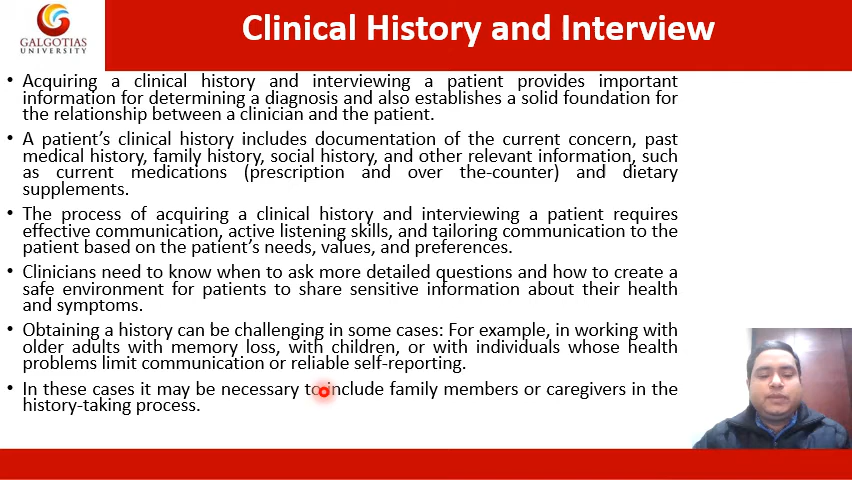 GALGOTIAS
UNIVERSITY
Clinical History and Interview
• Acquiring a clinical history and interviewing a patient provides important
information for determining a diagnosis and also establishes a solid foundation for
the relationship between a clinician and the patient.
• A patient's clinical history includes documentation of the current concern, past
medical history, family history, social history, and other relevant information, such
as current medications (prescription and over the-counter) and dietary
supplements.
• The process of acquiring a clinical history and interviewing a patient requires
effective communication, active listening skills, and tailoring communication to the
patient based on the patient's needs, values, and preferences.
• Clinicians need to know when to ask more detailed questions and how to create a
safe environment for patients to share sensitive information about their health
and symptoms.
• Obtaining a history can be challenging in some cases: For example, in working with
older adults with memory loss, with children, or with individuals whose health
problems limit communication or reliable self-reporting.
• In these cases it may be necessary to include family members or caregivers in the
history-taking process.